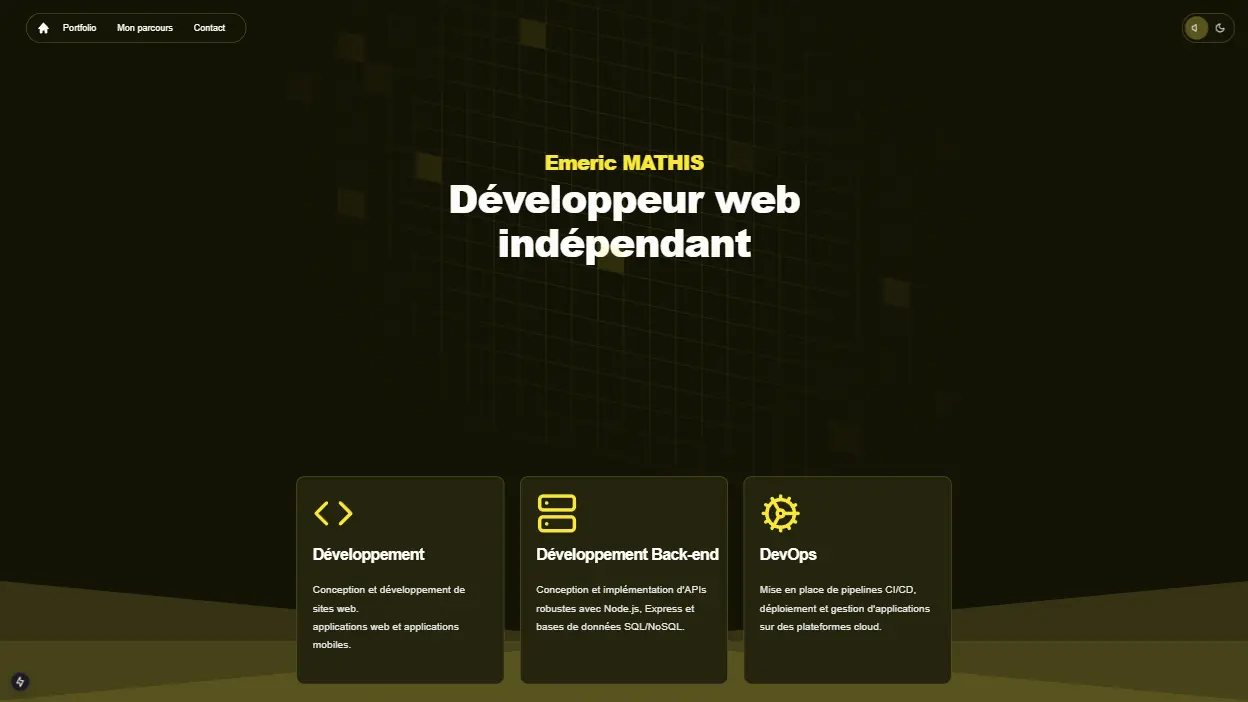 Portfolio Mon parcours Contact
Emeric MATHIS
Développeur web
indépendant
Développement
Conception et développement de
sites web.
applications web et applications
mobiles.
Développement Back-end
Conception et implémentation d'APIs
robustes avec Node.js, Express et
bases de données SQL/NoSQL.
DevOps
Mise en place de pipelines CI/CD,
déploiement et gestion d'applications
sur des plateformes cloud.